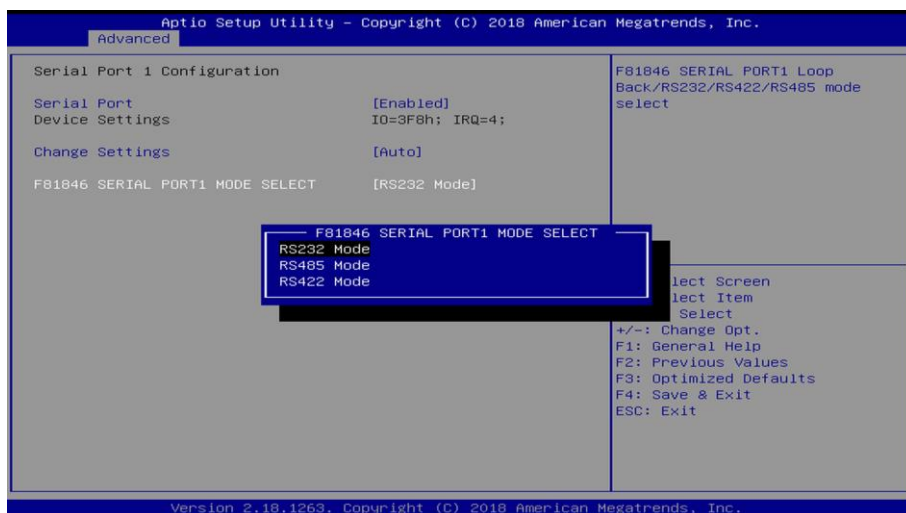 Aptio Setup Utility – Copyright (C) 2018 American Megatrends, Inc.
Advanced
Serial Port 1 Configuration
Serial Port [Enabled]
Device Settings IO=3F8h; IRQ=4;
Change Settings [Auto]
F81846 SERIAL PORT1 MODE SELECT [RS232 Mode]
F81846 SERIAL PORT1 Loop
Back/RS232/RS422/RS485 mode
select
F81846 SERIAL PORT1 MODE SELECT
RS232 Mode
RS485 Mode
RS422 Mode
lect Screen
lect Item
Select
+/-: Change Opt.
F1: General Help
F2: Previous Values
F3: Optimized Defaults
F4: Save & Exit
ESC: Exit
Version 2.18.1263. Copyright (C) 2018 American Megatrends, Inc.